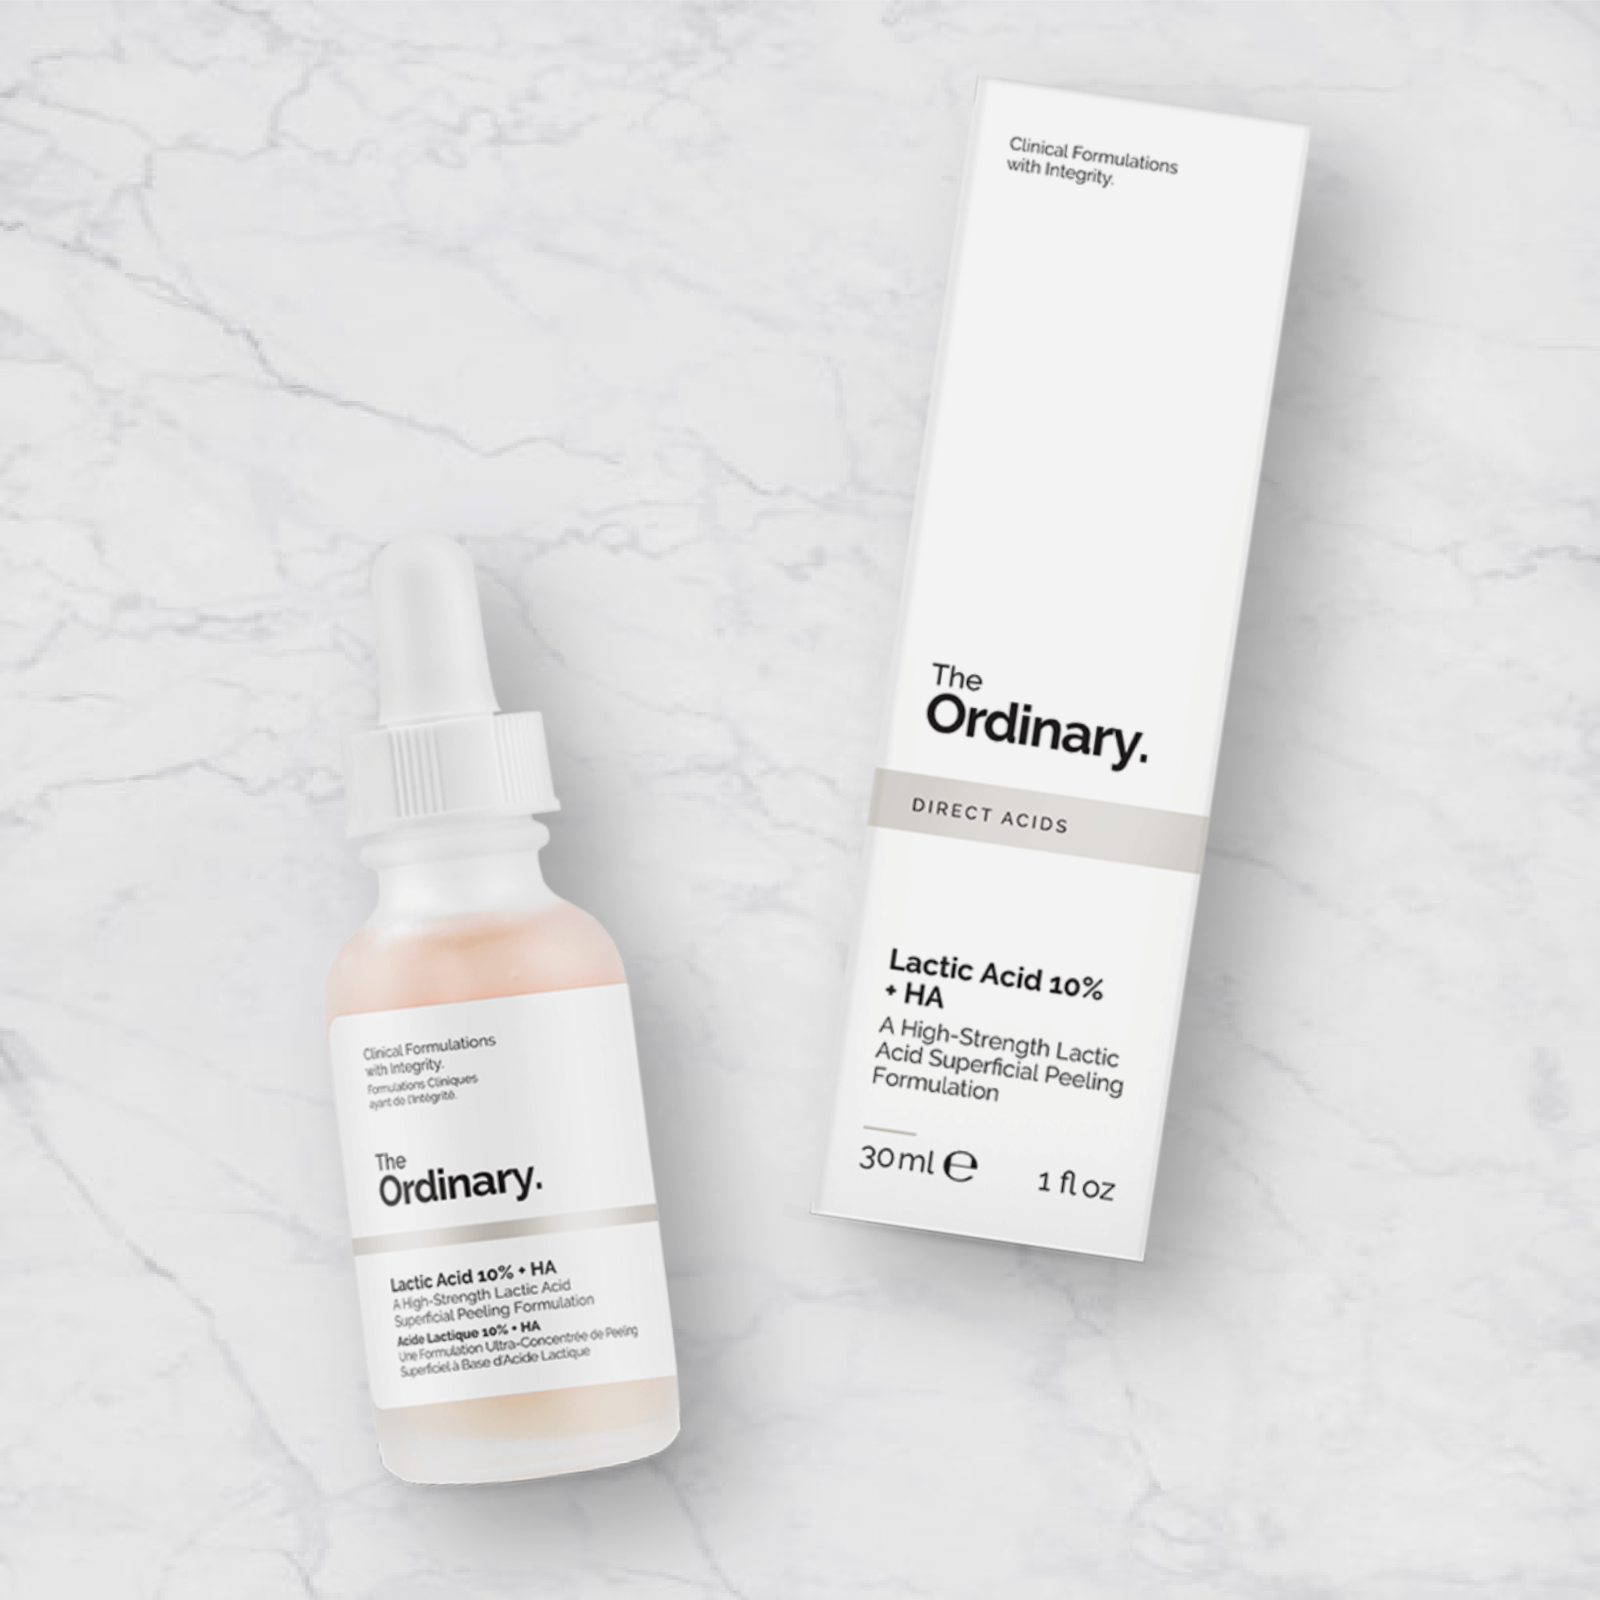 Clinical Formulations
with Integrity.
The
Ordinary.
DIRECT ACIDS
Lactic Acid 10%
+ HA
A High-Strength Lactic
Acid Superficial Peeling
Formulation
30 ml ℮ 1 fl oz
Clinical Formulations
with Integrity.
Formulations Cliniques
ayant de l'Intégrité.
The
Ordinary.
Lactic Acid 10% + HA
A High-Strength Lactic Acid
Superficial Peeling Formulation
Acide Lactique 10% + HA
Une Formulation Ultra-Concentrée de Peeling
Superficiel à Base d'Acide Lactique